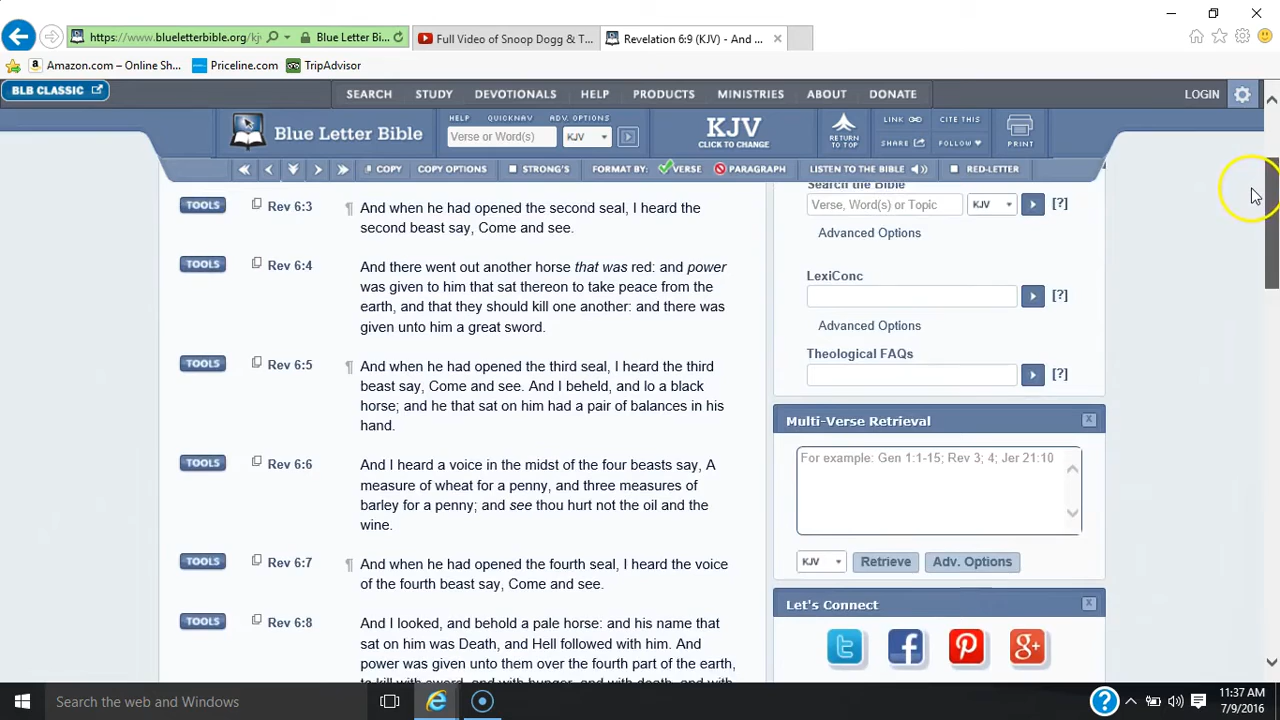 https://www.blueletterbible.org/kj
Blue Letter Bi...
Full Video of Snoop Dogg & T...
Revelation 6:9 (KJV) - And ...
Amazon.com – Online Sh...
Priceline.com
TripAdvisor
BLB CLASSIC
SEARCH STUDY DEVOTIONALS HELP PRODUCTS MINISTRIES ABOUT DONATE
LOGIN
Blue Letter Bible
HELP QUICKNAV ADV. OPTIONS
Verse or Word(s) KJV
KJV
CLICK TO CHANGE
RETURN
TO TOP
LINK CITE THIS
SHARE FOLLOW
PRINT
COPY COPY OPTIONS STRONG'S FORMAT BY: VERSE PARAGRAPH LISTEN TO THE BIBLE RED-LETTER
TOOLS Rev 6:3 ¶ And when he had opened the second seal, I heard the
second beast say, Come and see.
TOOLS Rev 6:4 And there went out another horse that was red: and power
was given to him that sat thereon to take peace from the
earth, and that they should kill one another: and there was
given unto him a great sword.
TOOLS Rev 6:5 ¶ And when he had opened the third seal, I heard the third
beast say, Come and see. And I beheld, and lo a black
horse; and he that sat on him had a pair of balances in his
hand.
TOOLS Rev 6:6 And I heard a voice in the midst of the four beasts say, A
measure of wheat for a penny, and three measures of
barley for a penny; and see thou hurt not the oil and the
wine.
TOOLS Rev 6:7 ¶ And when he had opened the fourth seal, I heard the voice
of the fourth beast say, Come and see.
TOOLS Rev 6:8 And I looked, and behold a pale horse: and his name that
sat on him was Death, and Hell followed with him. And
power was given unto them over the fourth part of the earth,
to kill with sword, and with hunger, and with death, and with
Search the Bible
Verse, Word(s) or Topic KJV [?]
Advanced Options
LexiConc
[?]
Advanced Options
Theological FAQs
[?]
Multi-Verse Retrieval
For example: Gen 1:1-15; Rev 3; 4; Jer 21:10
KJV Retrieve Adv. Options
Let's Connect
Search the web and Windows
11:37 AM
7/9/2016